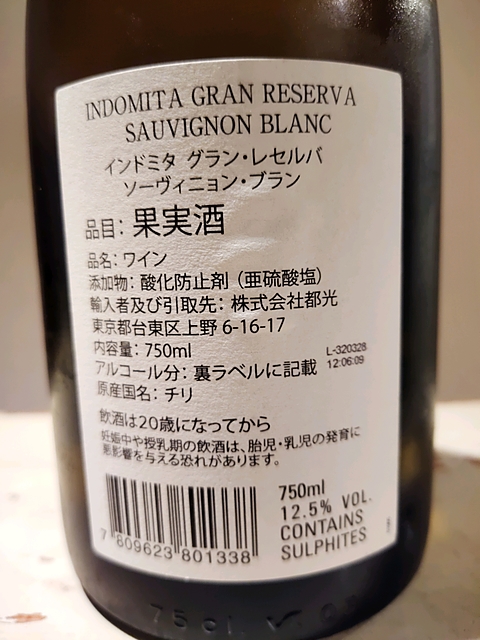 INDOMITA GRAN RESERVA
SAUVIGNON BLANC
インドミタ グラン・レセルバ
ソーヴィニョン・ブラン
品目：果実酒
品名：ワイン
添加物：酸化防止剤（亜硫酸塩）
輸入者及び引取先：株式会社都光
東京都台東区上野 6-16-17
内容量：750ml
アルコール分：裏ラベルに記載
原産国名：チリ
L-320328
12:06:09
飲酒は20歳になってから
妊娠中や授乳期の飲酒は、胎児・乳児の発育に
悪影響を与える恐れがあります。
7 809623 801338
750ml
12.5% VOL.
CONTAINS
SULPHITES
75 cl.